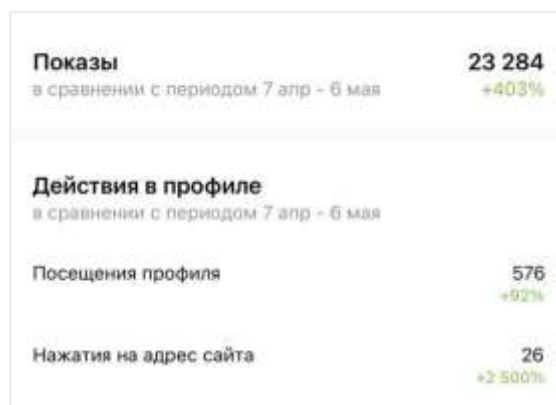 Показы 23 284
в сравнении с периодом 7 апр - 6 мая +403%
Действия в профиле
в сравнении с периодом 7 апр - 6 мая
Посещения профиля 576
+92%
Нажатия на адрес сайта 26
+2 500%